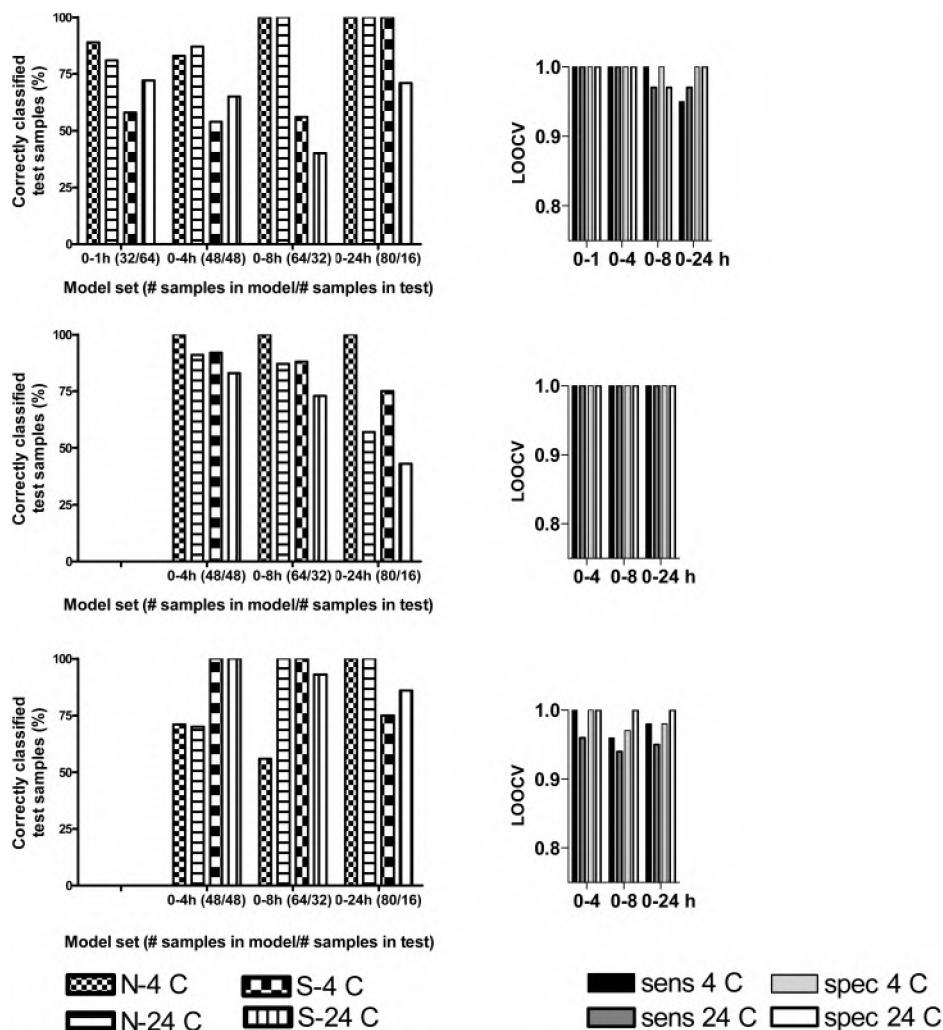 100
75
50
25
0
Correctly classified
test samples (%)
0-1h (32/64) 0-4h (48/48) 0-8h (64/32) 0-24h (80/16)
Model set (# samples in model/# samples in test)
1.0
0.9
0.8
LOOCV
0-1 0-4 0-8 0-24 h
100
75
50
25
0
Correctly classified
test samples (%)
0-4h (48/48) 0-8h (64/32) 0-24h (80/16)
Model set (# samples in model/# samples in test)
1.0
0.9
0.8
LOOCV
0-4 0-8 0-24 h
100
75
50
25
0
Correctly classified
test samples (%)
0-4h (48/48) 0-8h (64/32) 0-24h (80/16)
Model set (# samples in model/# samples in test)
1.0
0.9
0.8
LOOCV
0-4 0-8 0-24 h
N-4 C S-4 C
N-24 C S-24 C
sens 4 C spec 4 C
sens 24 C spec 24 C